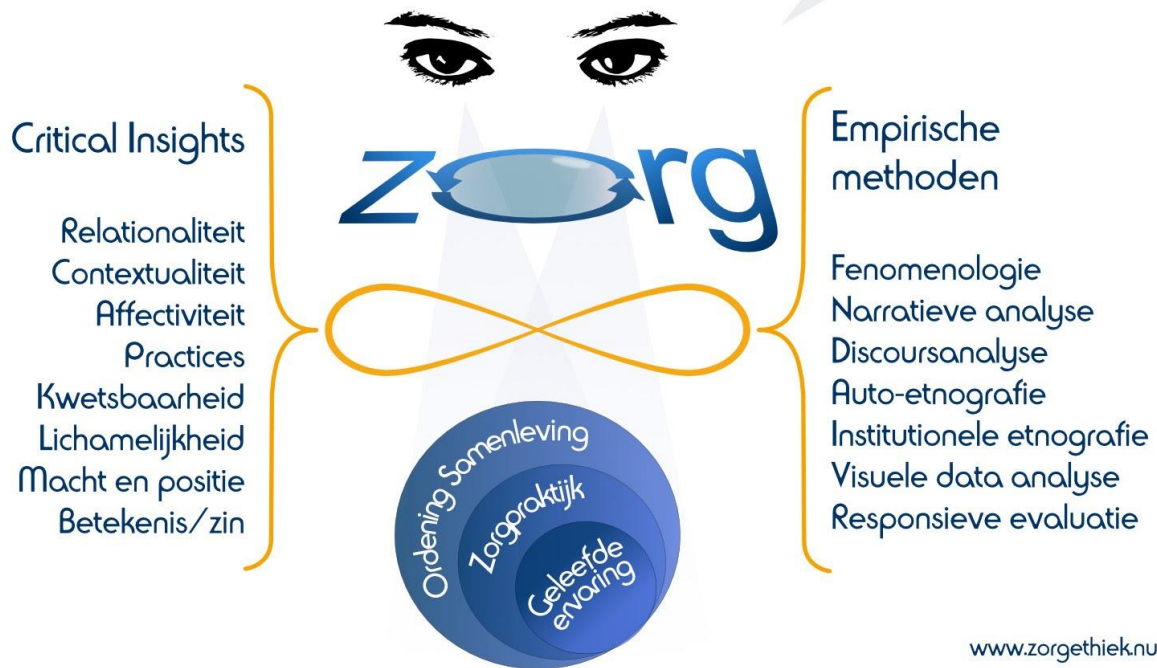 zorg
Critical Insights
Relationaliteit
Contextualiteit
Affectiviteit
Practices
Kwetsbaarheid
Lichamelijkheid
Macht en positie
Betekenis/zin
Empirische
methoden
Fenomenologie
Narratieve analyse
Discoursanalyse
Auto-etnografie
Institutionele etnografie
Visuele data analyse
Responsieve evaluatie
Ordening Samenleving
Zorgpraktijk
Geleefde
ervaring
www.zorgethiek.nu